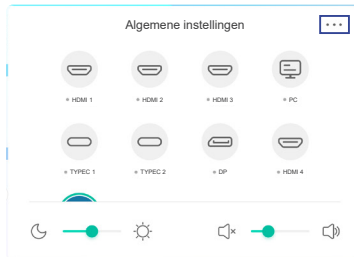 Algemene instellingen
HDMI 1
HDMI 2
HDMI 3
PC
TYPEC 1
TYPEC 2
DP
HDMI 4